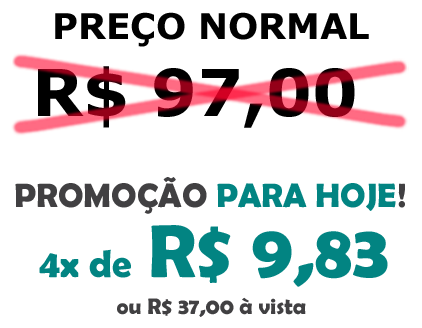 PREÇO NORMAL
R$ 97,00
PROMOÇÃO PARA HOJE!
4x de R$ 9,83
ou R$ 37,00 à vista